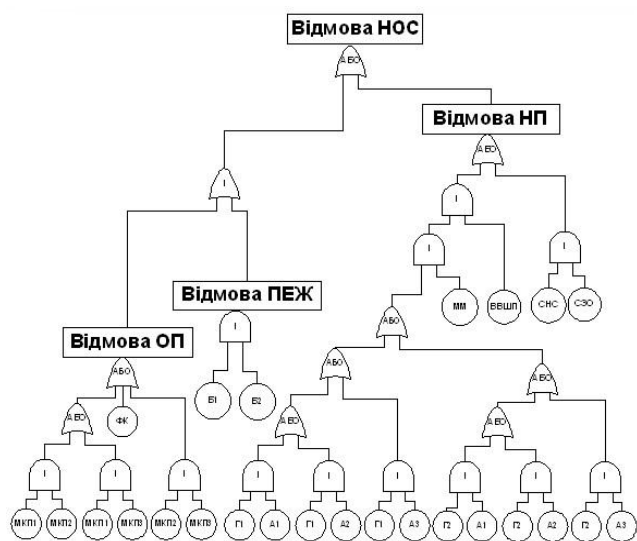 Відмова НОС
АБО
Відмова НП
АБО
І
І
І
І
Відмова ПЕЖ
ММ
ВВШП
СНС
СЗО
І
АБО
Відмова ОП
АБО
Б1
Б2
АБО
АБО
АБО
ФК
АБО
АБО
І
І
І
І
І
І
І
І
І
МКП1
МКП2
МКП1
МКП3
МКП2
МКП3
Г1
А1
Г1
А2
Г1
А3
Г2
А1
Г2
А2
Г2
А3